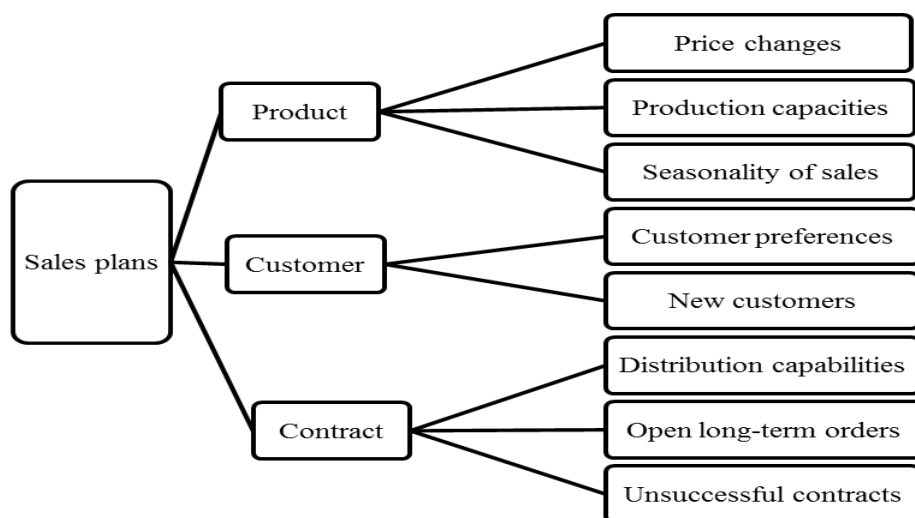 Sales plans
Product
Price changes
Production capacities
Seasonality of sales
Customer
Customer preferences
New customers
Contract
Distribution capabilities
Open long-term orders
Unsuccessful contracts